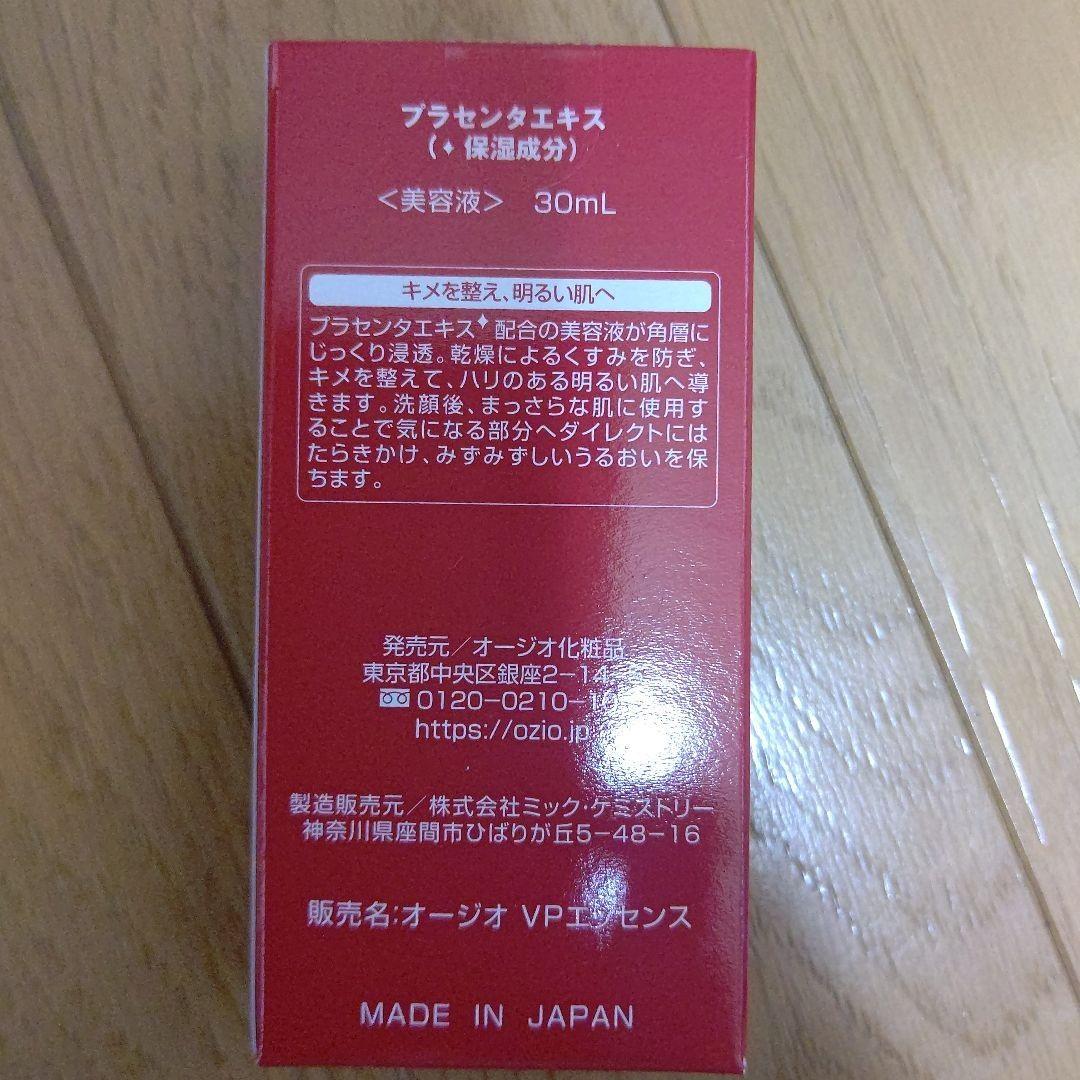 プラセンタエキス
(♦保湿成分)
<美容液> 30mL
キメを整え、明るい肌へ
プラセンタエキス♦配合の美容液が角層に
じっくり浸透。乾燥によるくすみを防ぎ、
キメを整えて、ハリのある明るい肌へ導
きます。洗顔後、まっさらな肌に使用す
ることで気になる部分へダイレクトには
たらきかけ、みずみずしいうるおいを保
ちます。
発売元/オージオ化粧品
東京都中央区銀座2-14
0120-0210-1
https://ozio.jp
製造販売元/株式会社ミック・ケミストリー
神奈川県座間市ひばりが丘5-48-16
販売名:オージオ VPエッセンス
MADE IN JAPAN